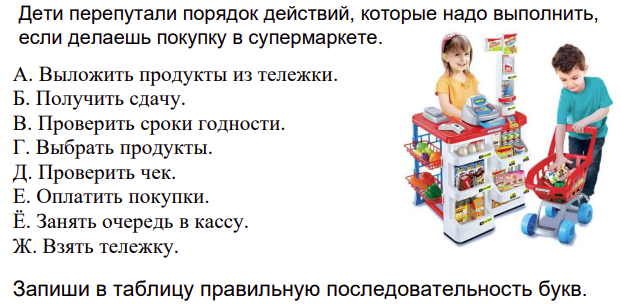 Дети перепутали порядок действий, которые надо выполнить,
если делаешь покупку в супермаркете.
А. Выложить продукты из тележки.
Б. Получить сдачу.
В. Проверить сроки годности.
Г. Выбрать продукты.
Д. Проверить чек.
Е. Оплатить покупки.
Ё. Занять очередь в кассу.
Ж. Взять тележку.
Запиши в таблицу правильную последовательность букв.